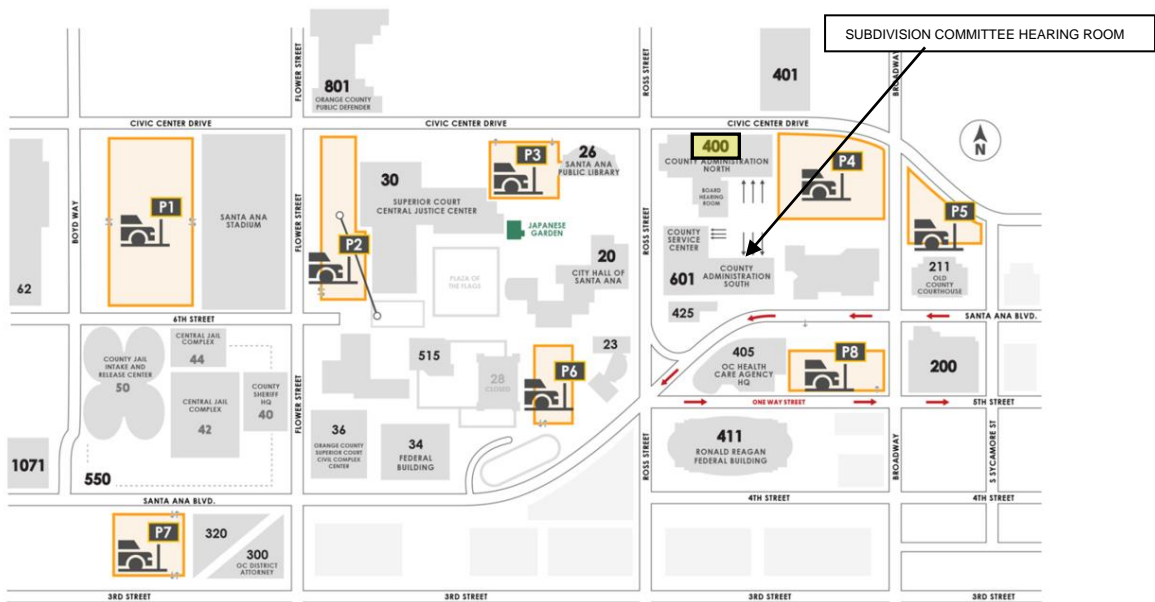 SUBDIVISION COMMITTEE HEARING ROOM
FLOWER STREET
801
ORANGE COUNTY
PUBLIC DEFENDER
ROSS STREET
401
BROADWAY
CIVIC CENTER DRIVE
CIVIC CENTER DRIVE
CIVIC CENTER DRIVE
N
BOYD WAY
P1
SANTA ANA
STADIUM
62
FLOWER STREET
P2
30
SUPERIOR COURT
CENTRAL JUSTICE CENTER
P3
26
SANTA ANA
PUBLIC LIBRARY
JAPANESE
GARDEN
PLAZA OF
THE FLAGS
20
CITY HALL OF
SANTA ANA
ROSS STREET
400
COUNTY ADMINISTRATION
NORTH
BOARD
HEARING
ROOM
P4
P5
COUNTY
SERVICE
CENTER
601
COUNTY
ADMINISTRATION
SOUTH
211
OLD
COUNTY
COURTHOUSE
425
6TH STREET
SANTA ANA BLVD.
COUNTY JAIL
INTAKE AND
RELEASE CENTER
50
CENTRAL JAIL
COMPLEX
44
CENTRAL JAIL
COMPLEX
42
COUNTY
SHERIFF
HQ
40
550
1071
FLOWER STREET
515
28
CLOSED
P6
23
36
ORANGE COUNTY
SUPERIOR COURT
CIVIL COMPLEX
CENTER
34
FEDERAL
BUILDING
405
OC HEALTH
CARE AGENCY
HQ
P8
200
ONE WAY STREET
5TH STREET
ROSS STREET
411
RONALD REAGAN
FEDERAL BUILDING
BROADWAY
S SYCAMORE ST
SANTA ANA BLVD.
4TH STREET
4TH STREET
P7
320
300
OC DISTRICT
ATTORNEY
3RD STREET
3RD STREET
3RD STREET
3RD STREET